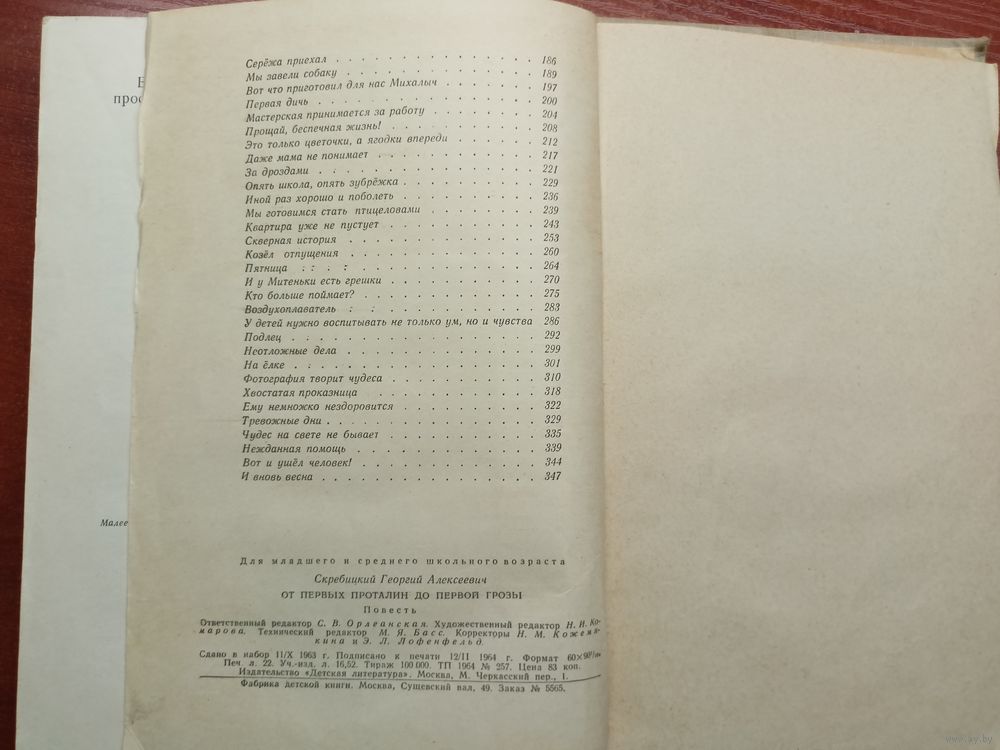 прос
Малее
Серёжа приехал . . . . . . . . . . . . . . . 186
Мы завели собаку . . . . . . . . . . . . . . 189
Вот что приготовил для нас Михалыч . . . . . . . 197
Первая дичь . . . . . . . . . . . . . . . . 200
Мастерская принимается за работу . . . . . . . . 204
Прощай, беспечная жизнь! . . . . . . . . . . . 208
Это только цветочки, а ягодки впереди . . . . . . 212
Даже мама не понимает . . . . . . . . . . . . 217
За дроздами . . . . . . . . . . . . . . . . 221
Опять школа, опять зубрёжка . . . . . . . . . . 229
Иной раз хорошо и поболеть . . . . . . . . . . 236
Мы готовимся стать птицеловами . . . . . . . . 239
Квартира уже не пустует . . . . . . . . . . . . 243
Скверная история . . . . . . . . . . . . . . 253
Козёл отпущения . . . . . . . . . . . . . . 260
Пятница . . . . . . . . . . . . . . . . . 264
И у Митеньки есть грешки . . . . . . . . . . . 270
Кто больше поймает? . . . . . . . . . . . . . 275
Воздухоплаватель . . . . . . . . . . . . . . 283
У детей нужно воспитывать не только ум, но и чувства 286
Подлец . . . . . . . . . . . . . . . . . . 292
Неотложные дела . . . . . . . . . . . . . . 299
На ёлке . . . . . . . . . . . . . . . . . 301
Фотография творит чудеса . . . . . . . . . . . 310
Хвостатая проказница . . . . . . . . . . . . 318
Ему немножко нездоровится . . . . . . . . . . 322
Тревожные дни . . . . . . . . . . . . . . . 329
Чудес на свете не бывает . . . . . . . . . . . 335
Нежданная помощь . . . . . . . . . . . . . . 339
Вот и ушёл человек! . . . . . . . . . . . . . 344
И вновь весна . . . . . . . . . . . . . . . 347
Для младшего и среднего школьного возраста
Скребицкий Георгий Алексеевич
ОТ ПЕРВЫХ ПРОТАЛИН ДО ПЕРВОЙ ГРОЗЫ
Повесть
Ответственный редактор С. В. Орлеанская. Художественный редактор Н. И. Ко-
марова. Технический редактор М. Я. Басс. Корректоры Н. М. Кожемя-
кина и Э. Л. Лофенфельд.
Сдано в набор 11/X 1963 г. Подписано к печати 12/II 1964 г. Формат 60×90¹/₁₆.
Печ л. 22. Уч.-изд. л. 16,52. Тираж 100 000. ТП 1964 № 257. Цена 83 коп.
Издательство «Детская литература». Москва, М. Черкасский пер., 1.
Фабрика детской книги. Москва, Сущевский вал, 49. Заказ № 5565.
www.ay.by